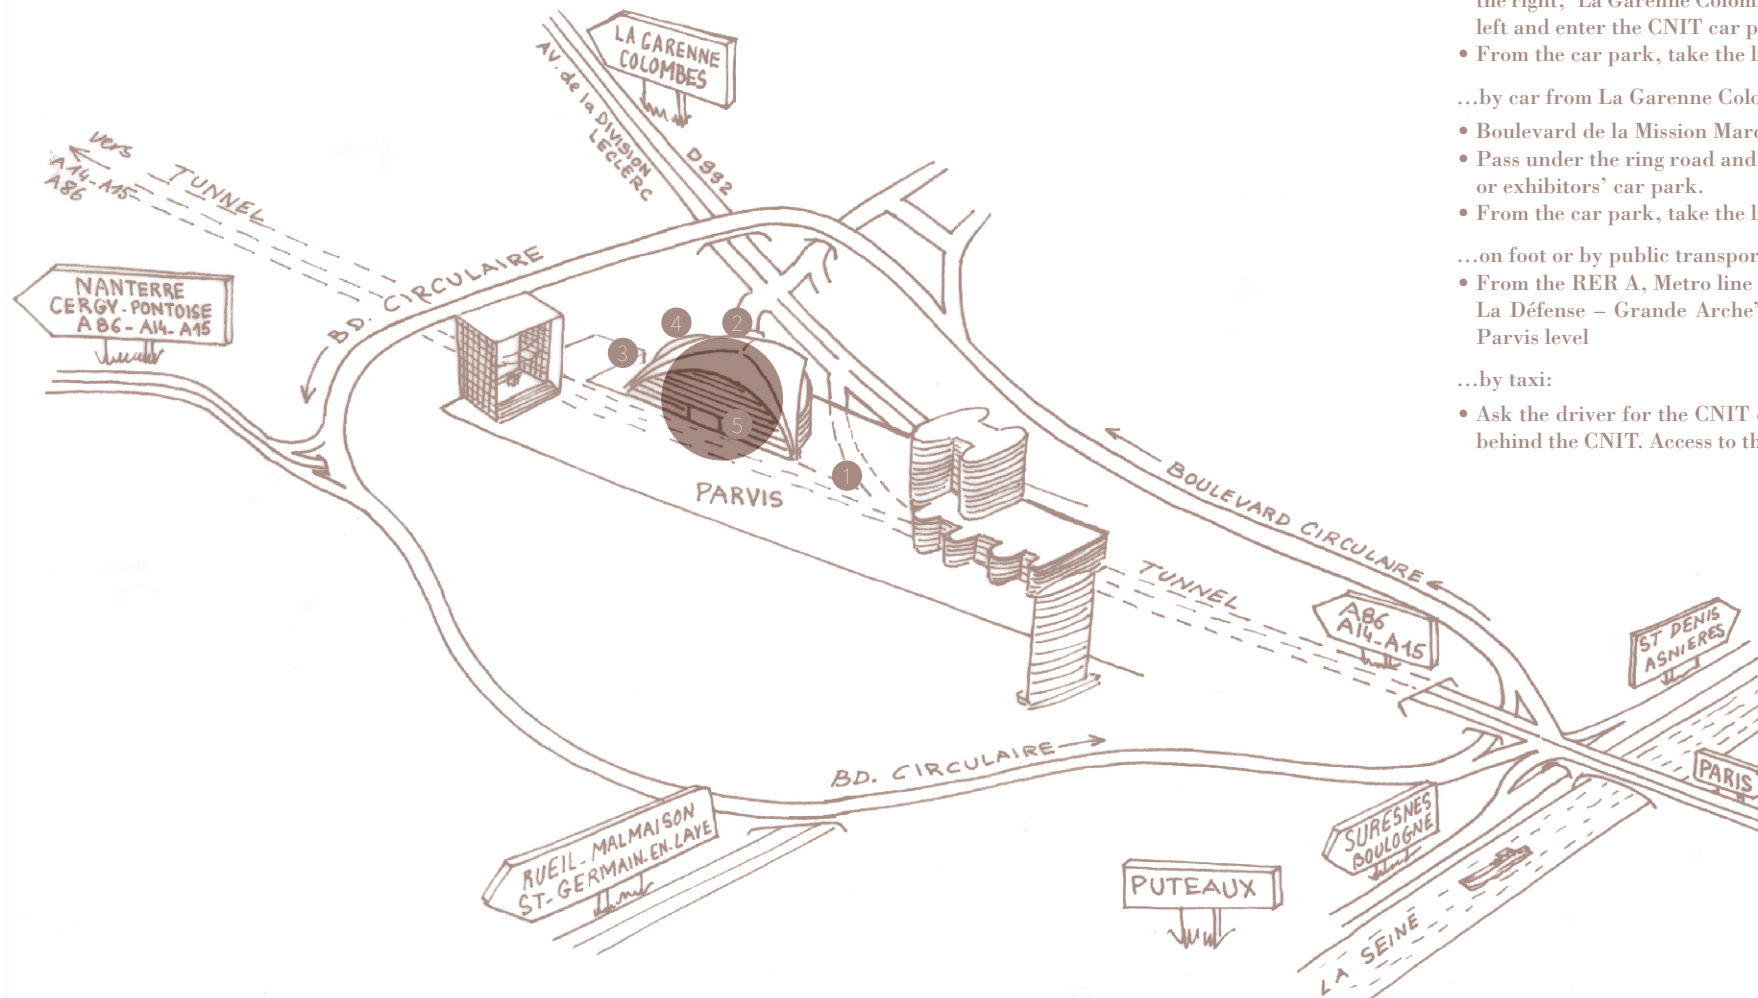 LA GARENNE
COLOMBES
AV. de la DIVISION
LECLERC
D992
vers
A14-A15
A86
TUNNEL
NANTERRE
CERGY-PONTOISE
A86-A14-A15
BD. CIRCULAIRE
4
2
3
5
1
PARVIS
BOULEVARD CIRCULAIRE
TUNNEL
A86
A14-A15
ST DENIS
ASNIERES
BD. CIRCULAIRE
PARIS
SURESNES
BOULOGNE
RUEIL-MALMAISON
ST-GERMAIN-EN-LAYE
PUTEAUX
LA SEINE
left and enter the CNIT car
• From the car park, take the
…by car from La Garenne
• Boulevard de la Mission
• Pass under the ring road and
or exhibitors’ car park.
• From the car park, take the
…on foot or by public
• From the RER A, Metro line
La Défense – Grande Arche’
Parvis level
…by taxi:
• Ask the driver for the CNIT
behind the CNIT. Access to